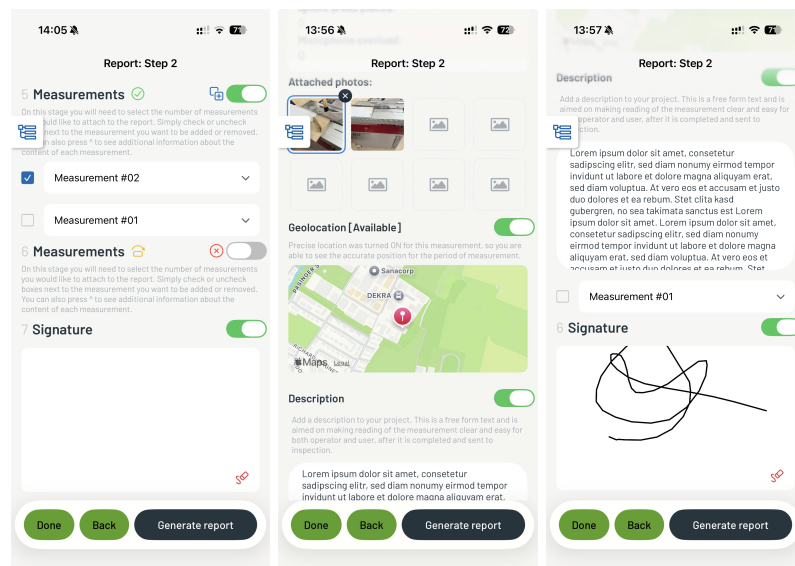 14:05
71
Report: Step 2
5 Measurements
On this stage you will need to select the number of measurements
uld like to attach to the report. Simply check or uncheck
next to the measurement you want to be added or removed.
an also press ^ to see additional information about the
content of each measurement.
Measurement #02
Measurement #01
6 Measurements
On this stage you will need to select the number of measurements
you would like to attach to the report. Simply check or uncheck
boxes next to the measurement you want to be added or removed.
You can also press ^ to see additional information about the
content of each measurement.
7 Signature
Done
Back
Generate report
13:56
72
Report: Step 2
Attached photos:
Geolocation [Available]
Precise location was turned ON for this measurement, so you are
able to see the accurate position for the period of measurement.
Sanacorp
PASINGER S
DEKRA
Maps Legal
Description
Add a description to your project. This is a free form text and is
aimed on making reading of the measurement clear and easy for
both operator and user, after it is completed and sent to
inspection.
Lorem ipsum dolor sit amet, consetetur
sadipscing elitr, sed diam nonumy eirmod tempor
invidunt ut labore et dolore magna aliquyam erat,
Done
Back
Generate report
13:57
71
Report: Step 2
Description
Add a description to your project. This is a free form text and is
aimed on making reading of the measurement clear and easy for
operator and user, after it is completed and sent to
ction.
Lorem ipsum dolor sit amet, consetetur
sadipscing elitr, sed diam nonumy eirmod tempor
invidunt ut labore et dolore magna aliquyam erat,
sed diam voluptua. At vero eos et accusam et justo
duo dolores et ea rebum. Stet clita kasd
gubergren, no sea takimata sanctus est Lorem
ipsum dolor sit amet. Lorem ipsum dolor sit amet,
consetetur sadipscing elitr, sed diam nonumy
eirmod tempor invidunt ut labore et dolore magna
aliquyam erat, sed diam voluptua. At vero eos et
accusam et justo duo dolores et ea rebum. Stet
Measurement #01
6 Signature
Done
Back
Generate report